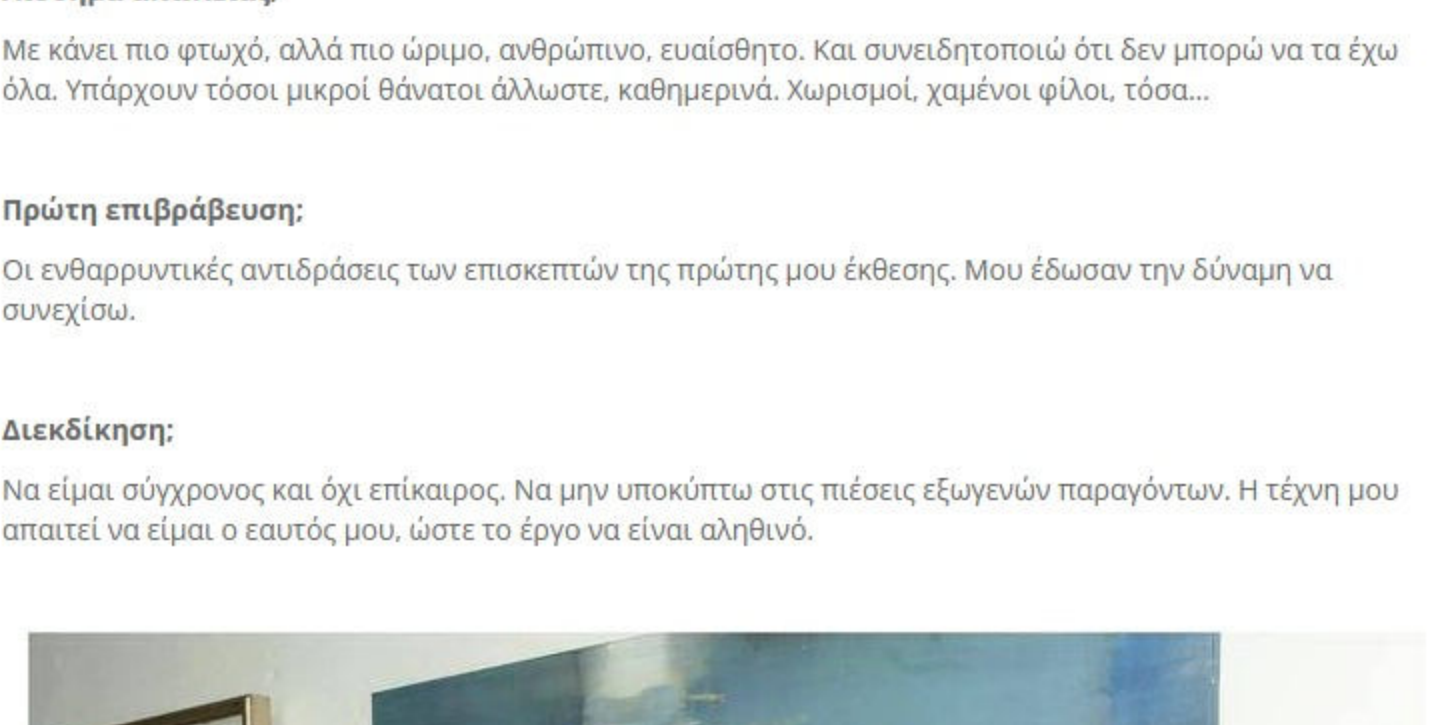 Με κάνει πιο φτωχό, αλλά πιο ώριμο, ανθρώπινο, ευαίσθητο. Και συνειδητοποιώ ότι δεν μπορώ να τα έχω
όλα. Υπάρχουν τόσοι μικροί θάνατοι άλλωστε, καθημερινά. Χωρισμοί, χαμένοι φίλοι, τόσα...
Πρώτη επιβράβευση;
Οι ενθαρρυντικές αντιδράσεις των επισκεπτών της πρώτης μου έκθεσης. Μου έδωσαν την δύναμη να
συνεχίσω.
Διεκδίκηση;
Να είμαι σύγχρονος και όχι επίκαιρος. Να μην υποκύπτω στις πιέσεις εξωγενών παραγόντων. Η τέχνη μου
απαιτεί να είμαι ο εαυτός μου, ώστε το έργο να είναι αληθινό.